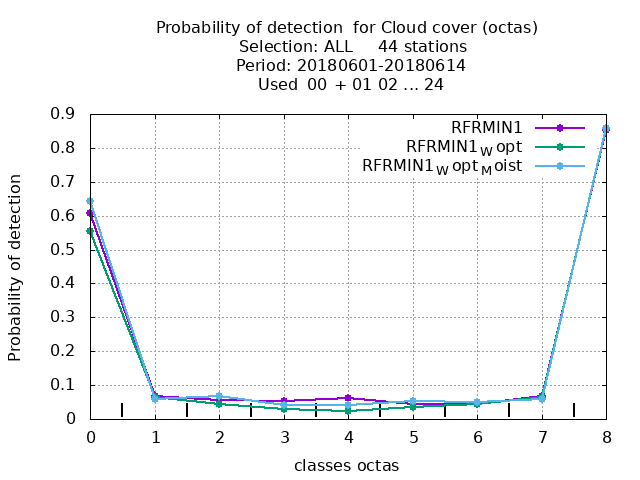 Probability of detection  for Cloud cover (octas)
Selection: ALL     44 stations
Period: 20180601-20180614
Used  00 + 01 02 ... 24
0.9
0.8
0.7
0.6
0.5
0.4
0.3
0.2
0.1
0
Probability of detection
RFRMIN1
RFRMIN1Wopt
RFRMIN1WoptMoist
0 1 2 3 4 5 6 7 8
classes octas